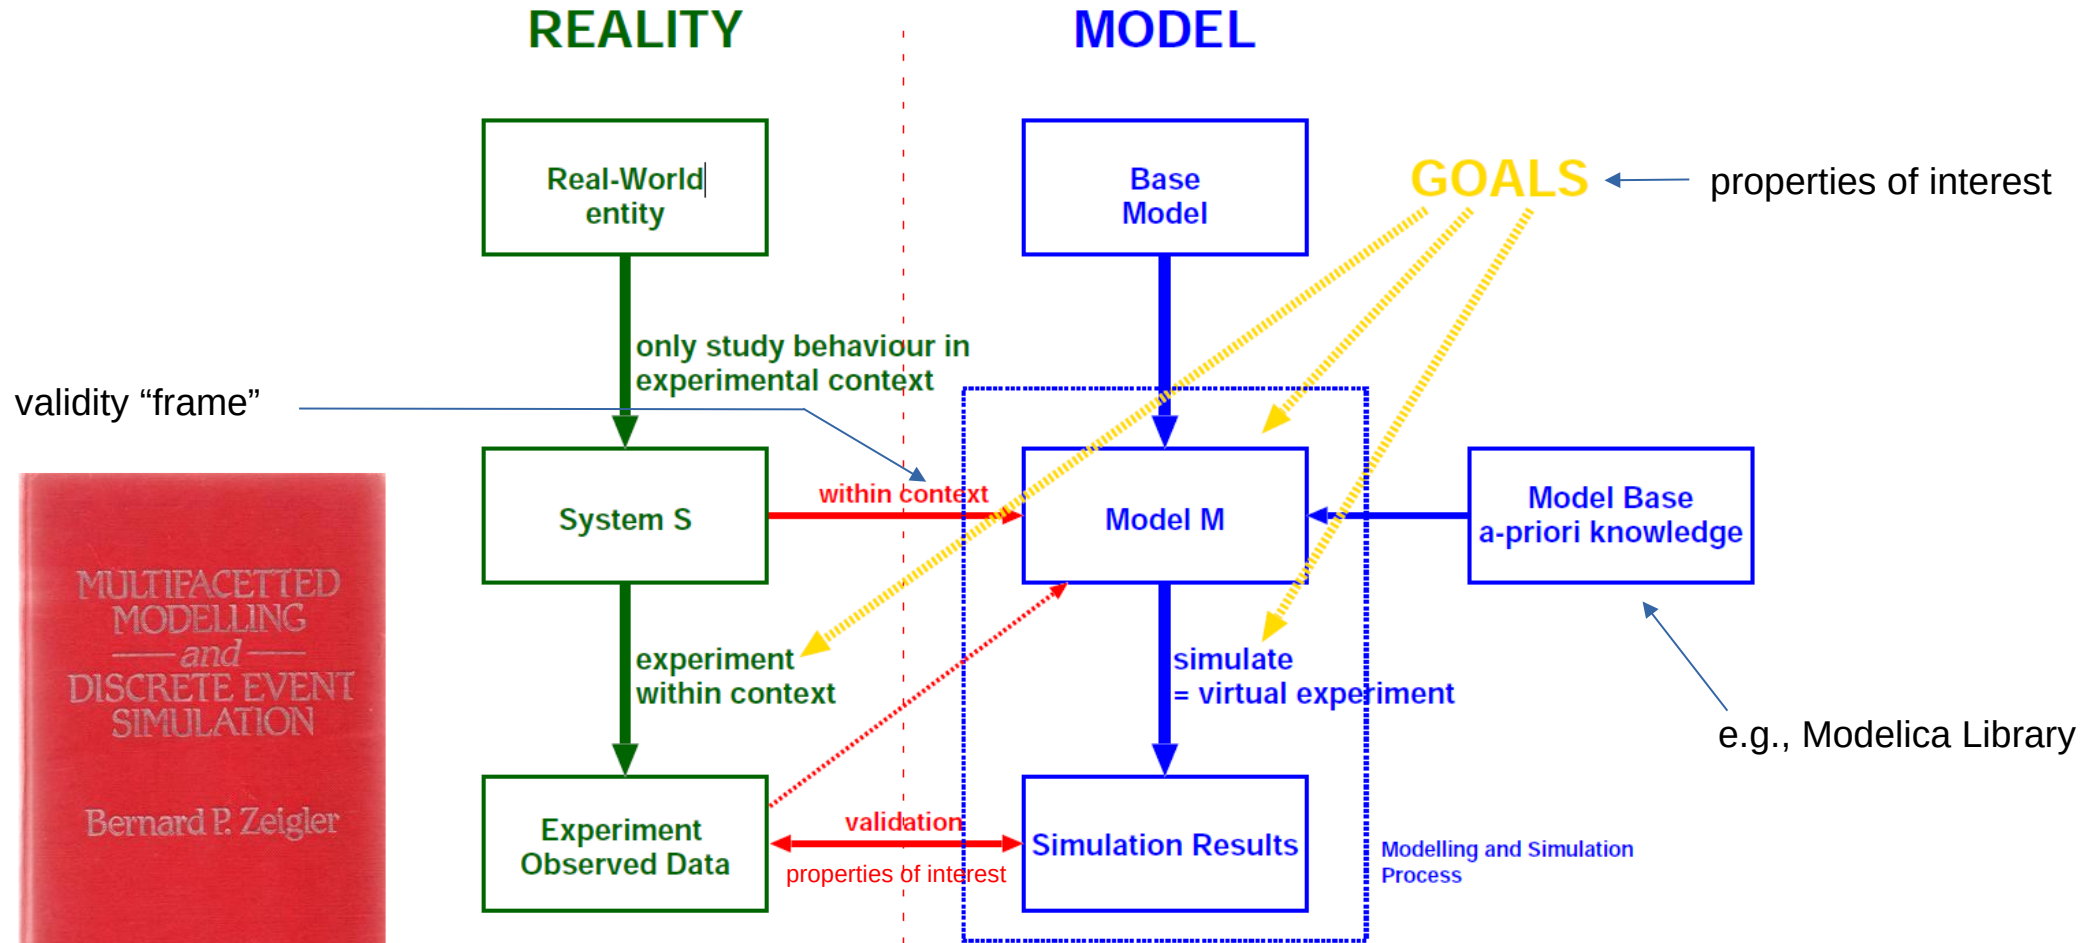 REALITY
MODEL
Real-World
entity
Base
Model
GOALS
properties of interest
only study behaviour in
experimental context
validity “frame”
within context
System S
Model M
Model Base
a-priori knowledge
MULTIFACETTED
MODELLING
and
DISCRETE EVENT
SIMULATION
Bernard P. Zeigler
experiment
within context
simulate
= virtual experiment
e.g., Modelica Library
Experiment
Observed Data
validation
properties of interest
Simulation Results
Modelling and Simulation
Process